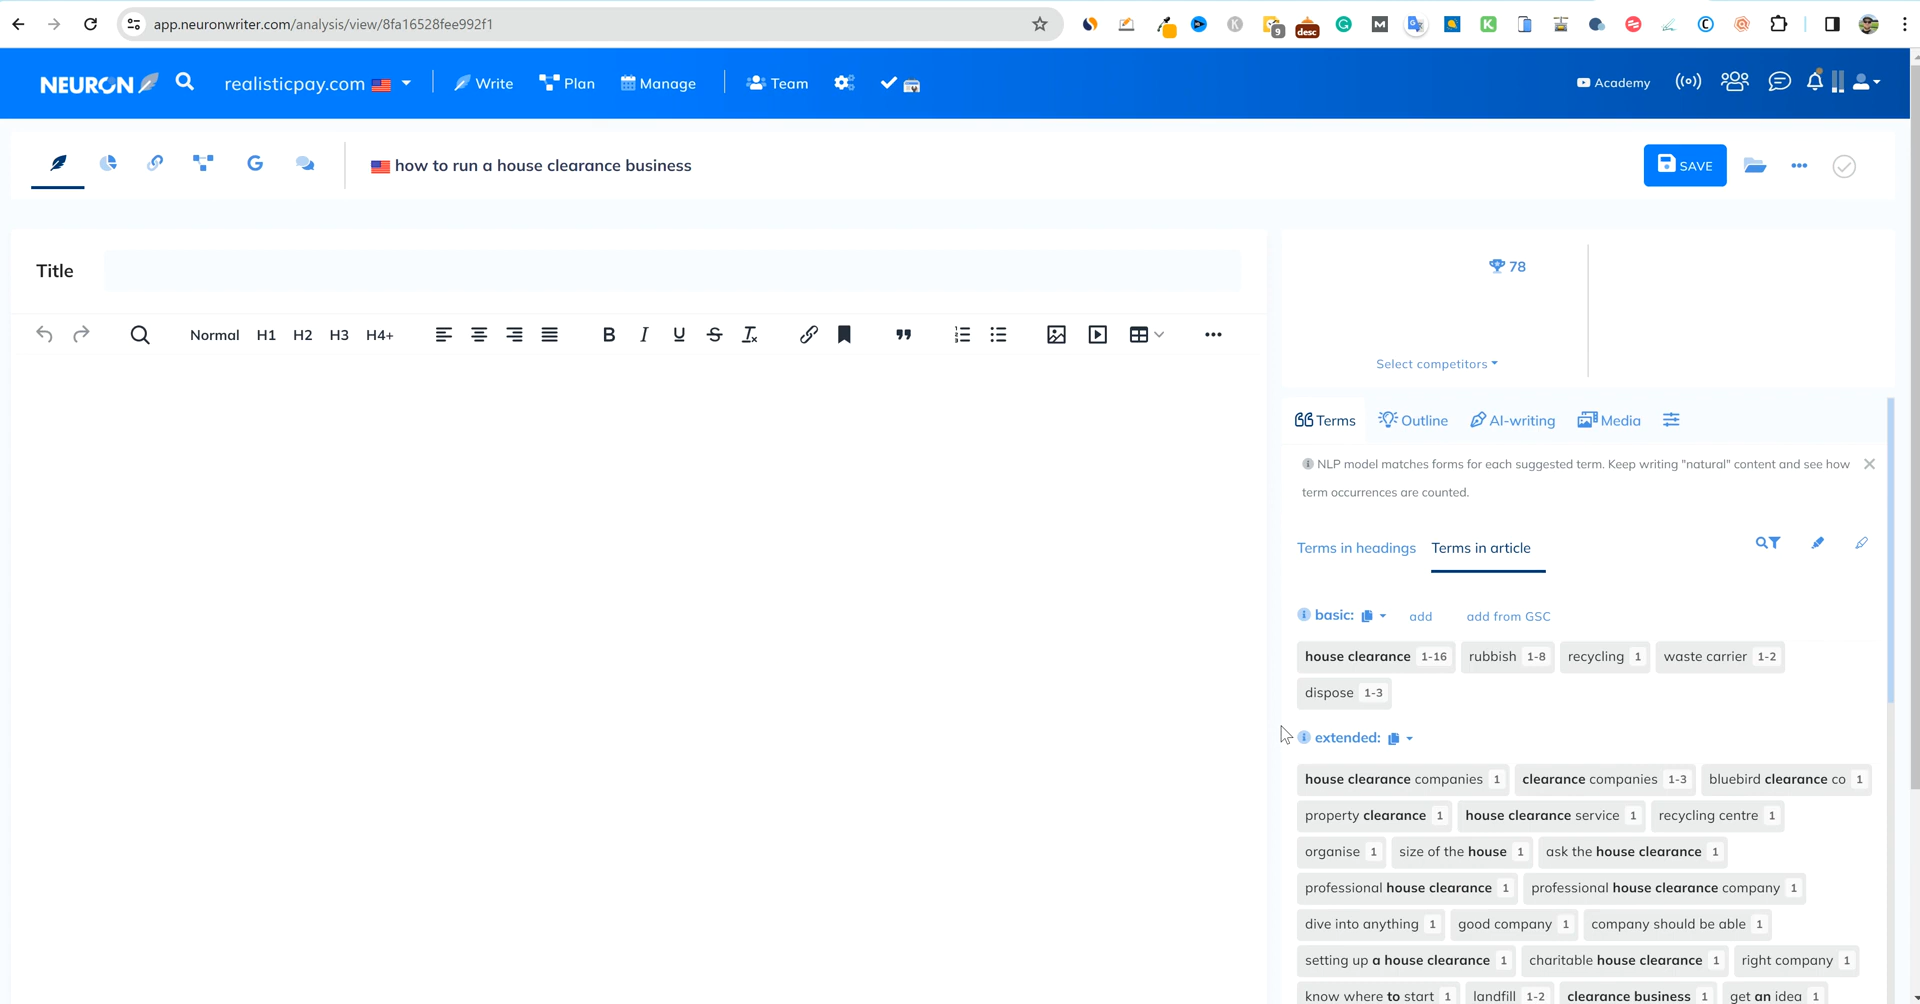 app.neuronwriter.com/analysis/view/8fa16528fee992f1
9
desc
NEURON
realisticpay.com
Write
Plan
Manage
Team
Academy
how to run a house clearance business
SAVE
Title
78
Normal H1 H2 H3 H4+
Select competitors
Terms
Outline
AI-writing
Media
NLP model matches forms for each suggested term. Keep writing "natural" content and see how
term occurrences are counted.
Terms in headings
Terms in article
basic:
add
add from GSC
house clearance 1-16
rubbish 1-8
recycling 1
waste carrier 1-2
dispose 1-3
extended:
house clearance companies 1
clearance companies 1-3
bluebird clearance co 1
property clearance 1
house clearance service 1
recycling centre 1
organise 1
size of the house 1
ask the house clearance 1
professional house clearance 1
professional house clearance company 1
dive into anything 1
good company 1
company should be able 1
setting up a house clearance 1
charitable house clearance 1
right company 1
know where to start 1
landfill 1-2
clearance business 1
get an idea 1